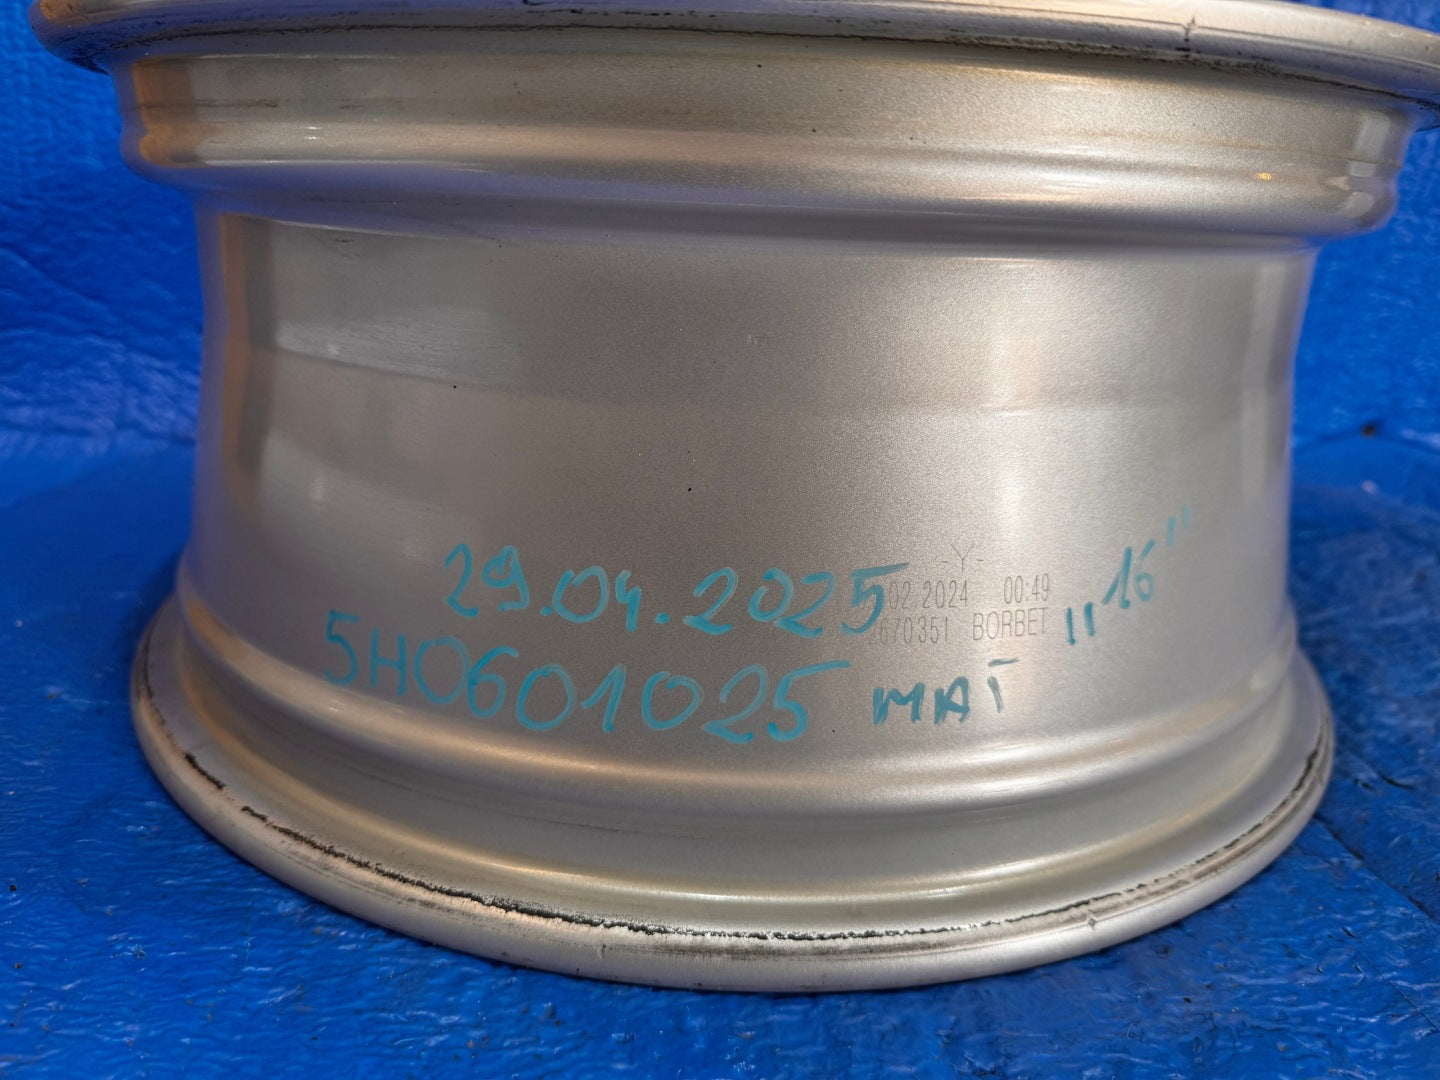 -Y-
02.2024 00:49
670351 BORBET
29.04.2025 "16"
5H0601025 MAT